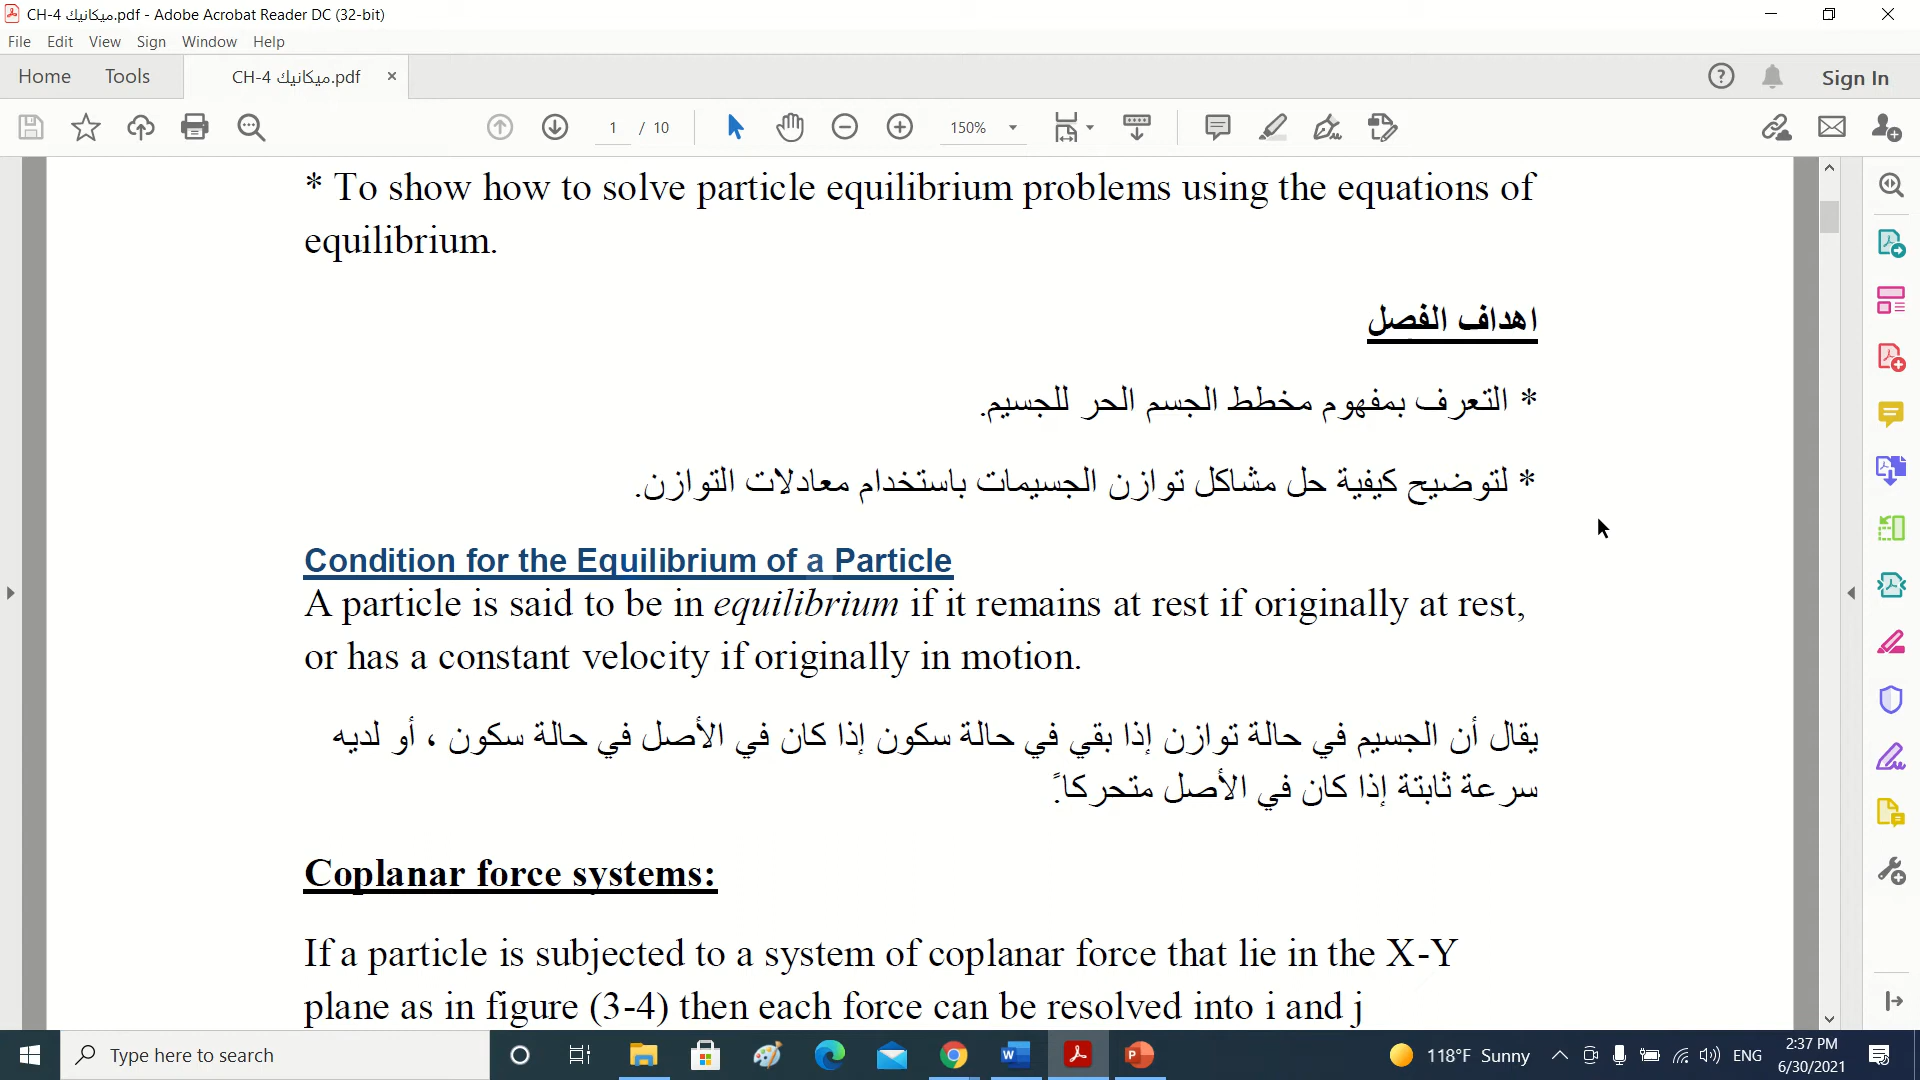 CH-4 ميكانيك.pdf - Adobe Acrobat Reader DC (32-bit)
File Edit View Sign Window Help
Home Tools CH-4 ميكانيك.pdf × Sign In
1 / 10 150%
* To show how to solve particle equilibrium problems using the equations of
equilibrium.
اهداف الفصل
* التعرف بمفهوم مخطط الجسم الحر للجسيم.
* لتوضيح كيفية حل مشاكل توازن الجسيمات باستخدام معادلات التوازن.
Condition for the Equilibrium of a Particle
A particle is said to be in equilibrium if it remains at rest if originally at rest,
or has a constant velocity if originally in motion.
يقال أن الجسيم في حالة توازن إذا بقي في حالة سكون إذا كان في الأصل في حالة سكون ، أو لديه
سرعة ثابتة إذا كان في الأصل متحركاً.
Coplanar force systems:
If a particle is subjected to a system of coplanar force that lie in the X-Y
plane as in figure (3-4) then each force can be resolved into i and j
Type here to search
118°F Sunny
ENG
2:37 PM
6/30/2021